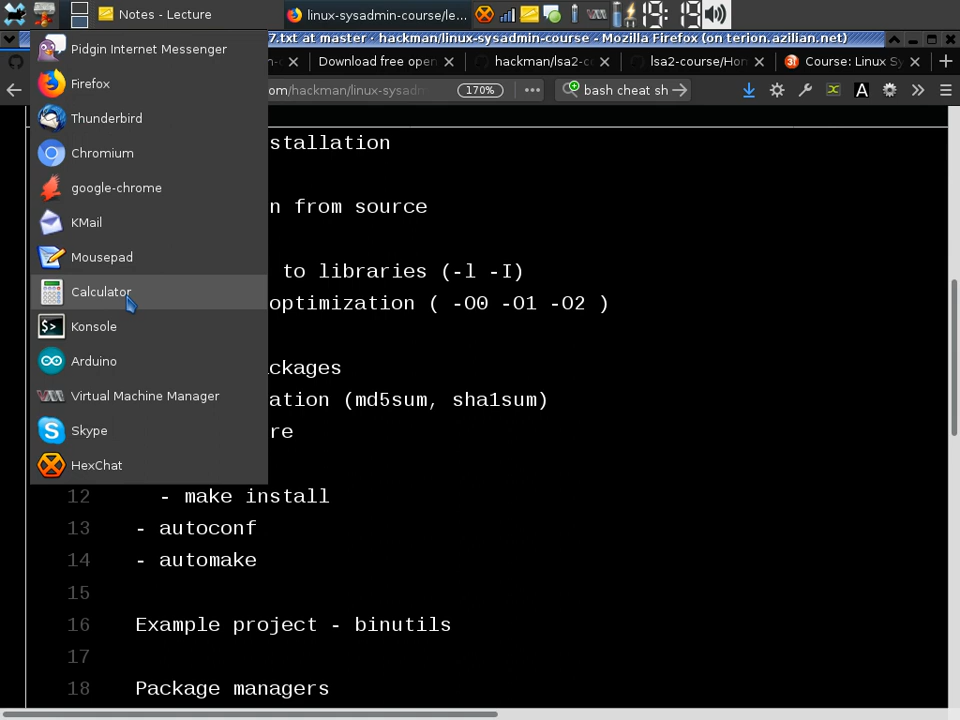 Notes - Lecture
linux-sysadmin-course/le...
19:19
7.txt at master · hackman/linux-sysadmin-course - Mozilla Firefox (on terion.azilian.net)
Download free open
hackman/lsa2-c
lsa2-course/Hon
Course: Linux Sy
om/hackman/linux-sysadm
170%
bash cheat sh
A
Pidgin Internet Messenger
Firefox
Thunderbird
Chromium
google-chrome
KMail
Mousepad
Calculator
Konsole
Arduino
Virtual Machine Manager
Skype
HexChat
stallation
n from source
to libraries (-l -I)
optimization ( -O0 -O1 -O2 )
ckages
ation (md5sum, sha1sum)
re
12 - make install
13 - autoconf
14 - automake
15
16 Example project - binutils
17
18 Package managers